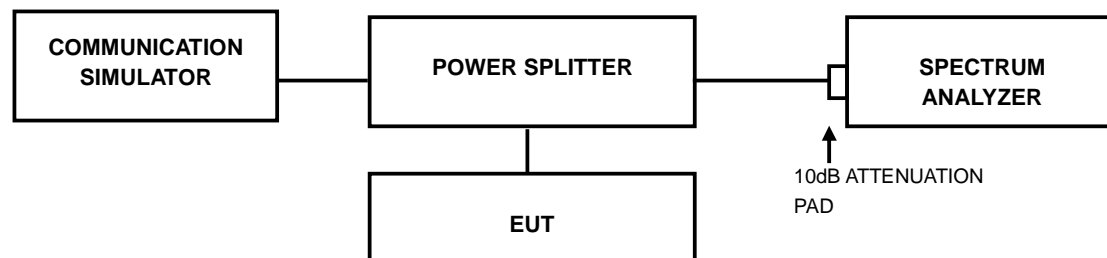 COMMUNICATION
SIMULATOR
POWER SPLITTER
SPECTRUM
ANALYZER
10dB ATTENUATION
PAD
EUT